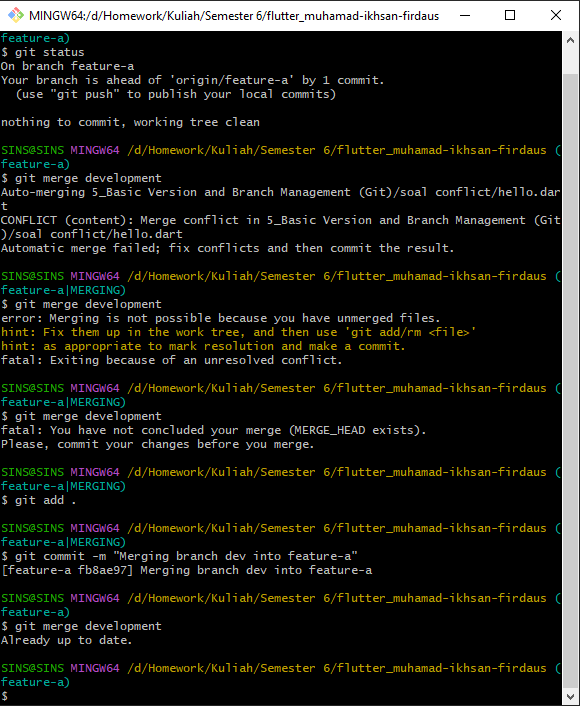 MINGW64:/d/Homework/Kuliah/Semester 6/flutter_muhamad-ikhsan-firdaus
feature-a)
$ git status
On branch feature-a
Your branch is ahead of 'origin/feature-a' by 1 commit.
  (use "git push" to publish your local commits)

nothing to commit, working tree clean

SINS@SINS MINGW64 /d/Homework/Kuliah/Semester 6/flutter_muhamad-ikhsan-firdaus (
feature-a)
$ git merge development
Auto-merging 5_Basic Version and Branch Management (Git)/soal conflict/hello.dar
t
CONFLICT (content): Merge conflict in 5_Basic Version and Branch Management (Git
)/soal conflict/hello.dart
Automatic merge failed; fix conflicts and then commit the result.

SINS@SINS MINGW64 /d/Homework/Kuliah/Semester 6/flutter_muhamad-ikhsan-firdaus (
feature-a|MERGING)
$ git merge development
error: Merging is not possible because you have unmerged files.
hint: Fix them up in the work tree, and then use 'git add/rm <file>'
hint: as appropriate to mark resolution and make a commit.
fatal: Exiting because of an unresolved conflict.

SINS@SINS MINGW64 /d/Homework/Kuliah/Semester 6/flutter_muhamad-ikhsan-firdaus (
feature-a|MERGING)
$ git merge development
fatal: You have not concluded your merge (MERGE_HEAD exists).
Please, commit your changes before you merge.

SINS@SINS MINGW64 /d/Homework/Kuliah/Semester 6/flutter_muhamad-ikhsan-firdaus (
feature-a|MERGING)
$ git add .

SINS@SINS MINGW64 /d/Homework/Kuliah/Semester 6/flutter_muhamad-ikhsan-firdaus (
feature-a|MERGING)
$ git commit -m "Merging branch dev into feature-a"
[feature-a fb8ae97] Merging branch dev into feature-a

SINS@SINS MINGW64 /d/Homework/Kuliah/Semester 6/flutter_muhamad-ikhsan-firdaus (
feature-a)
$ git merge development
Already up to date.

SINS@SINS MINGW64 /d/Homework/Kuliah/Semester 6/flutter_muhamad-ikhsan-firdaus (
feature-a)
$